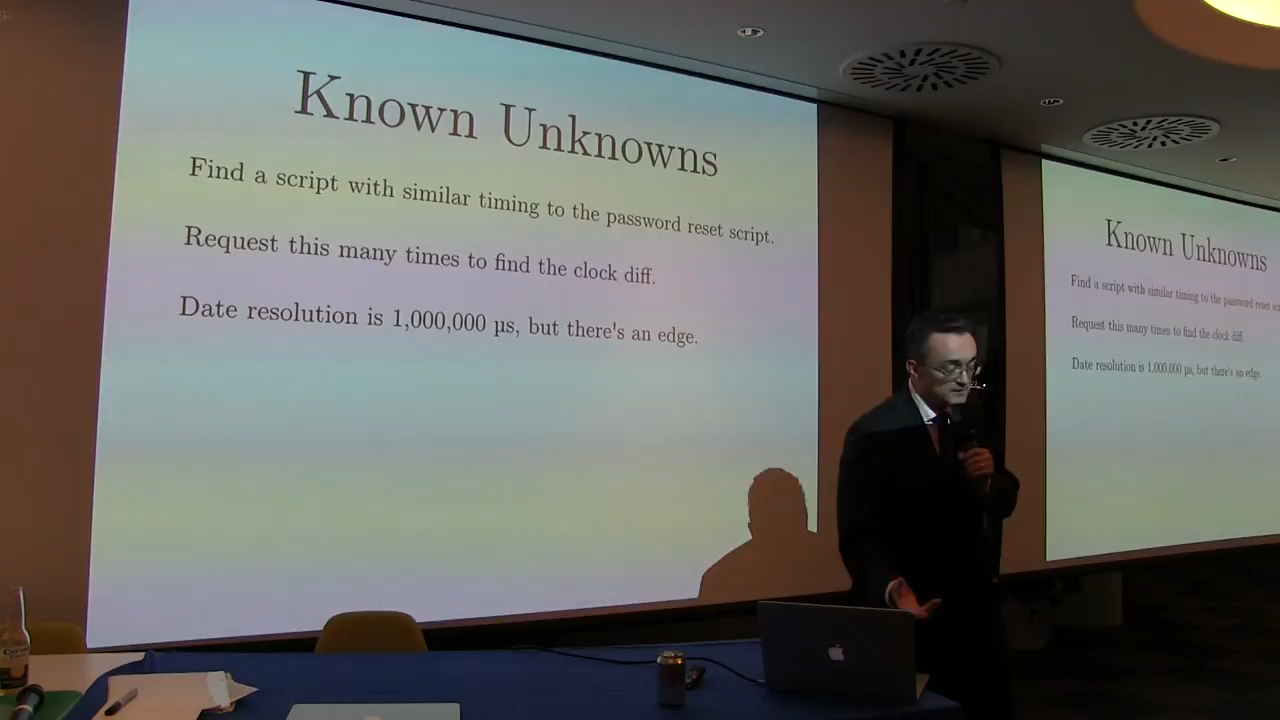 Known Unknowns
Find a script with similar timing to the password reset script.
Request this many times to find the clock diff.
Date resolution is 1,000,000 µs, but there's an edge.
Known Unknowns
Find a script with similar timing to the password reset
Request this many times to find the clock diff.
Date resolution is 1,000,000 µs, but there's an edge.